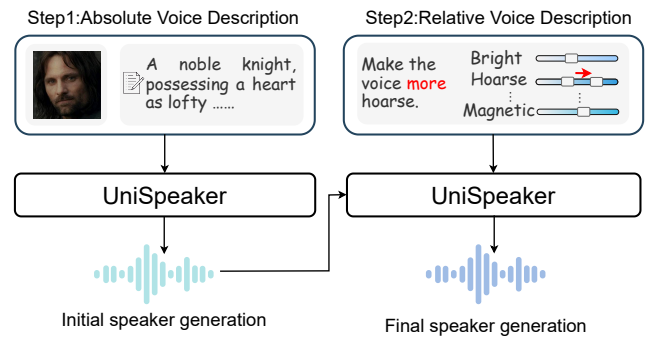 Step1:Absolute Voice Description
A noble knight,
possessing a heart
as lofty ......
UniSpeaker
Initial speaker generation
Step2:Relative Voice Description
Make the
voice more
hoarse.
Bright
Hoarse
⋮
Magnetic
UniSpeaker
Final speaker generation